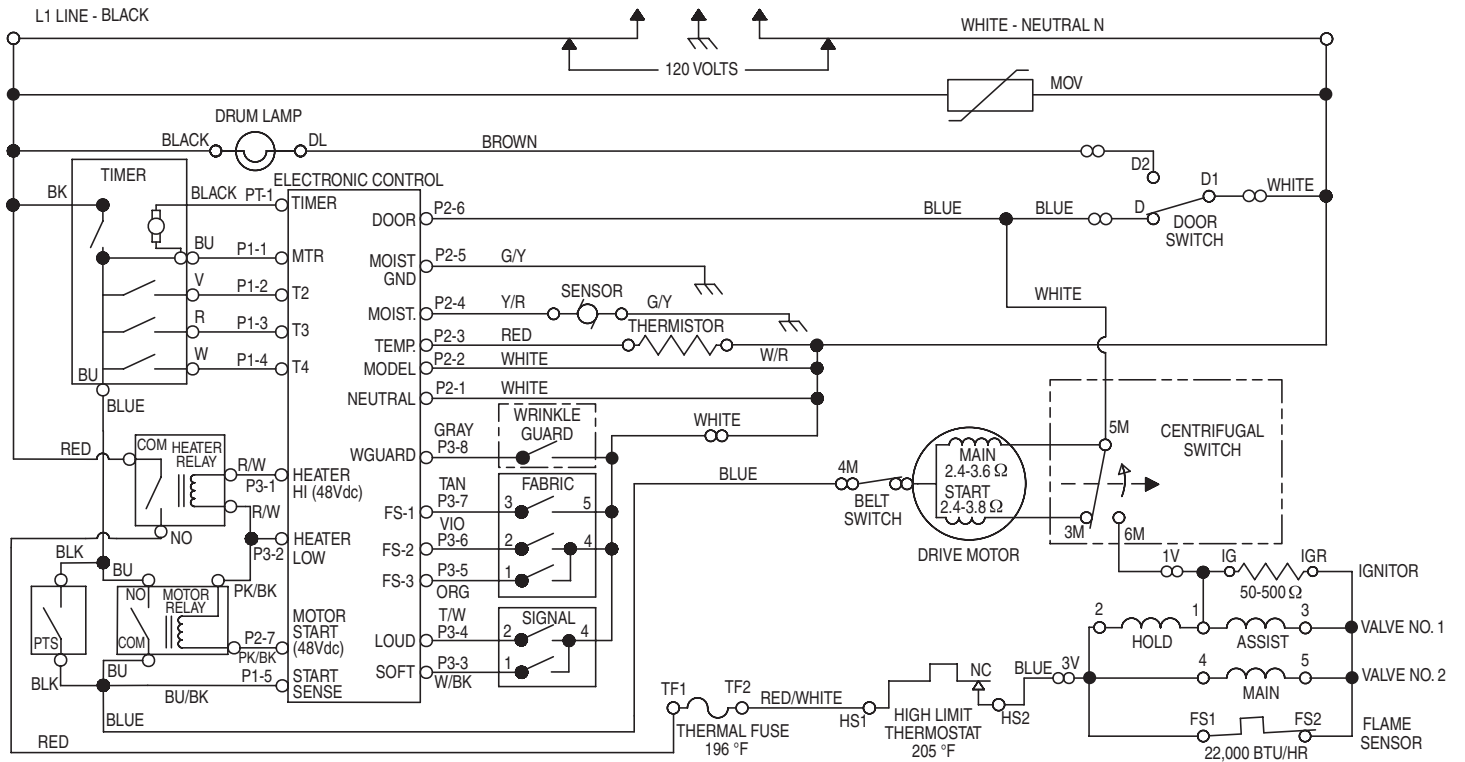 L1 LINE - BLACK
WHITE - NEUTRAL N
120 VOLTS
MOV
DRUM LAMP
BLACK
DL
BROWN
D2
TIMER
ELECTRONIC CONTROL
BK
BLACK
PT-1
TIMER
DOOR
P2-6
BLUE
BLUE
D
D1
WHITE
DOOR
SWITCH
BU
P1-1
MTR
MOIST
GND
P2-5
G/Y
V
P1-2
T2
MOIST.
P2-4
Y/R
SENSOR
G/Y
WHITE
R
P1-3
T3
TEMP.
P2-3
RED
THERMISTOR
W/R
W
P1-4
T4
MODEL
P2-2
WHITE
BU
BLUE
NEUTRAL
P2-1
WHITE
WRINKLE
GUARD
WHITE
RED
COM
HEATER
RELAY
R/W
P3-1
R/W
HEATER
HI (48Vdc)
WGUARD
GRAY
P3-8
5M
CENTRIFUGAL
SWITCH
MAIN
2.4-3.6 Ω
START
2.4-3.8 Ω
BLUE
4M
BELT
SWITCH
DRIVE MOTOR
3M
6M
TAN
P3-7
FS-1
FABRIC
3
5
NO
P3-2
HEATER
LOW
VIO
P3-6
FS-2
2
4
P3-5
FS-3
ORG
1
BLK
BU
NO
MOTOR
RELAY
PK/BK
1V
IG
IGR
IGNITOR
50-500 Ω
PTS
COM
P2-7
PK/BK
MOTOR
START
(48Vdc)
T/W
LOUD
P3-4
SIGNAL
2
4
2
HOLD
1
ASSIST
3
VALVE NO. 1
BLK
BU
BU/BK
P1-5
START
SENSE
SOFT
P3-3
W/BK
1
BLUE
3V
4
MAIN
5
VALVE NO. 2
BLUE
RED
TF1
TF2
THERMAL FUSE
196 °F
RED/WHITE
HS1
NC
HS2
HIGH LIMIT
THERMOSTAT
205 °F
FS1
FS2
22,000 BTU/HR
FLAME
SENSOR